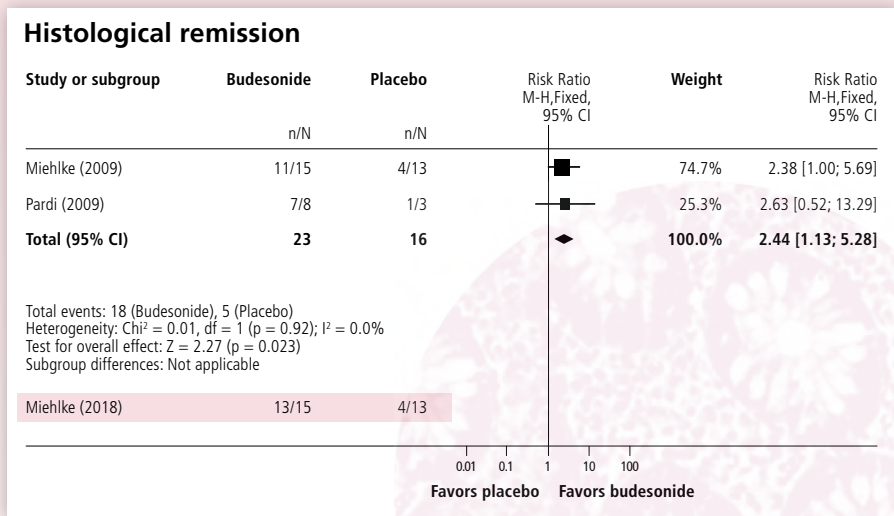 Histological remission
Study or subgroup Budesonide Placebo Risk Ratio Weight Risk Ratio
M-H,Fixed, M-H,Fixed,
95% CI 95% CI
n/N n/N
Miehlke (2009) 11/15 4/13 74.7% 2.38 [1.00; 5.69]
Pardi (2009) 7/8 1/3 25.3% 2.63 [0.52; 13.29]
Total (95% CI) 23 16 100.0% 2.44 [1.13; 5.28]
Total events: 18 (Budesonide), 5 (Placebo)
Heterogeneity: Chi² = 0.01, df = 1 (p = 0.92); I² = 0.0%
Test for overall effect: Z = 2.27 (p = 0.023)
Subgroup differences: Not applicable
Miehlke (2018) 13/15 4/13
0.01 0.1 1 10 100
Favors placebo Favors budesonide